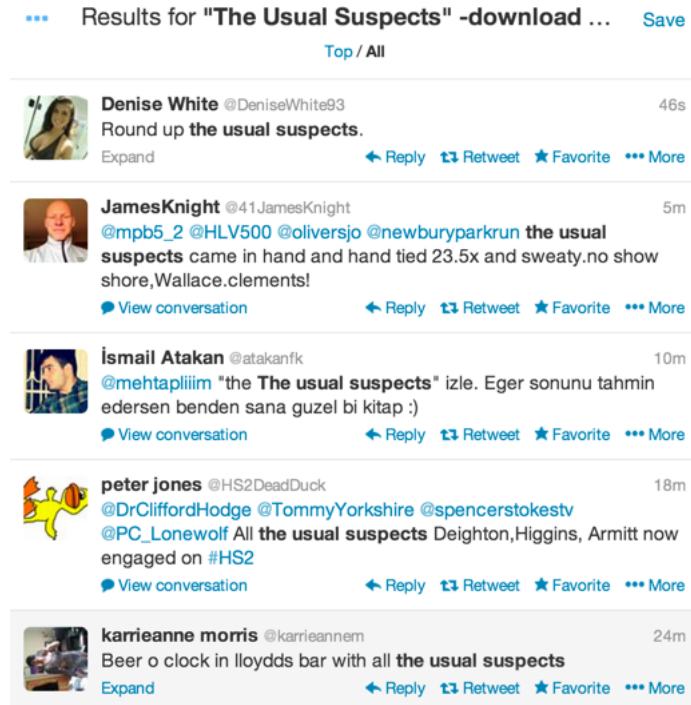 Results for "The Usual Suspects" -download ... Save
Top / All
Denise White @DeniseWhite93 46s
Round up the usual suspects.
Expand Reply Retweet Favorite More
JamesKnight @41JamesKnight 5m
@mpb5_2 @HLV500 @oliversjo @newburyparkrun the usual
suspects came in hand and hand tied 23.5x and sweaty.no show
shore,Wallace.clements!
View conversation Reply Retweet Favorite More
İsmail Atakan @atakanfk 10m
@mehtapliiim "the The usual suspects" izle. Eger sonunu tahmin
edersen benden sana guzel bi kitap :)
View conversation Reply Retweet Favorite More
peter jones @HS2DeadDuck 18m
@DrCliffordHodge @TommyYorkshire @spencerstokestv
@PC_Lonewolf All the usual suspects Deighton,Higgins, Armitt now
engaged on #HS2
View conversation Reply Retweet Favorite More
karrieanne morris @karrieannem 24m
Beer o clock in lloydds bar with all the usual suspects
Expand Reply Retweet Favorite More